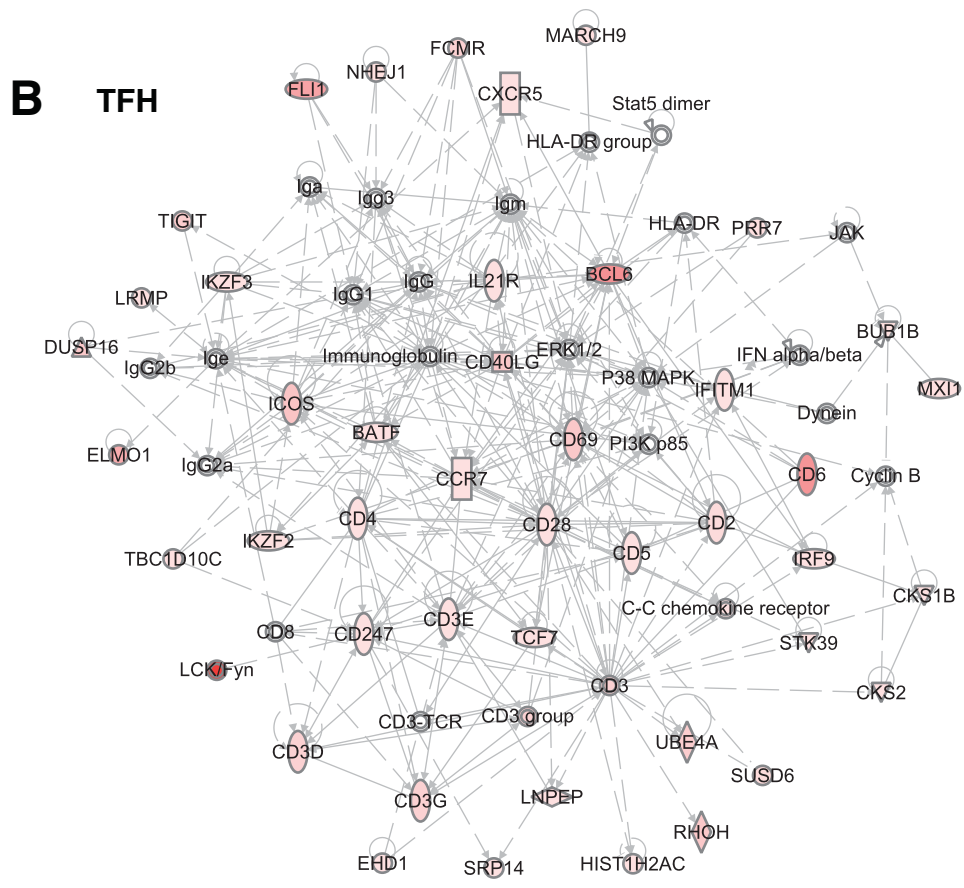 B TFH
MARCH9
FCMR
NHEJ1
FLI1
CXCR5
Stat5 dimer
HLA-DR group
Iga
Igg3
Igm
TIGIT
HLA-DR
PRR7
JAK
IKZF3
IgG1
IgG
IL21R
BCL6
LRMP
DUSP16
IgG2b
Ige
Immunoglobulin
CD40LG
ERK1/2
P38 MAPK
IFN alpha/beta
BUB1B
IFITM1
MXI1
ICOS
BATF
CD69
PI3K p85
Dynein
ELMO1
IgG2a
CCR7
CD6
Cyclin B
CD4
CD28
CD2
IKZF2
CD5
TBC1D10C
IRF9
CKS1B
C-C chemokine receptor
CD8
CD247
CD3E
TCF7
STK39
LCK/Fyn
CD3
CKS2
CD3-TCR
CD3 group
CD3D
UBE4A
SUSD6
CD3G
LNPEP
RHOH
EHD1
SRP14
HIST1H2AC